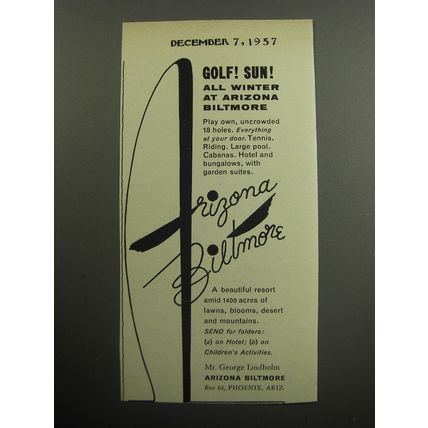 DECEMBER 7, 1957
GOLF! SUN!
ALL WINTER
AT ARIZONA
BILTMORE
Play own, uncrowded
18 holes. Everything
at your door. Tennis.
Riding. Large pool.
Cabanas. Hotel and
bungalows, with
garden suites.
Arizona
Biltmore
A beautiful resort
amid 1400 acres of
lawns, blooms, desert
and mountains.
SEND for folders:
(a) on Hotel; (b) on
Children's Activities.
Mr. George Lindholm
ARIZONA BILTMORE
Box 64, PHOENIX, ARIZ.